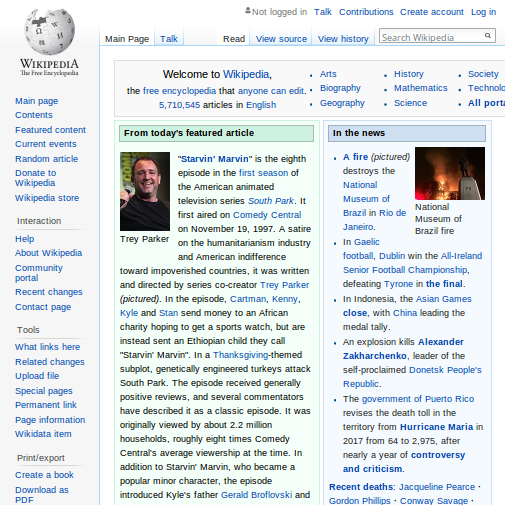 Not logged in Talk Contributions Create account Log in
Main Page Talk Read View source View history Search Wikipedia
WIKIPEDIA
The Free Encyclopedia
Main page
Contents
Featured content
Current events
Random article
Donate to
Wikipedia
Wikipedia store
Interaction
Help
About Wikipedia
Community
portal
Recent changes
Contact page
Tools
What links here
Related changes
Upload file
Special pages
Permanent link
Page information
Wikidata item
Print/export
Create a book
Download as
PDF
Welcome to Wikipedia,
the free encyclopedia that anyone can edit.
5,710,545 articles in English
Arts
Biography
Geography
History
Mathematics
Science
Society
Technolo
All porta
From today's featured article
Trey Parker
"Starvin' Marvin" is the eighth
episode in the first season of
the American animated
television series South Park. It
first aired on Comedy Central
on November 19, 1997. A satire
on the humanitarianism industry
and American indifference
toward impoverished countries, it was written
and directed by series co-creator Trey Parker
(pictured). In the episode, Cartman, Kenny,
Kyle and Stan send money to an African
charity hoping to get a sports watch, but are
instead sent an Ethiopian child they call
"Starvin' Marvin". In a Thanksgiving-themed
subplot, genetically engineered turkeys attack
South Park. The episode received generally
positive reviews, and several commentators
have described it as a classic episode. It was
originally viewed by about 2.2 million
households, roughly eight times Comedy
Central's average viewership at the time. In
addition to Starvin' Marvin, who became a
popular minor character, the episode
introduced Kyle's father Gerald Broflovski and
In the news
A fire (pictured)
destroys the
National
Museum of
Brazil in Rio de
Janeiro.
National
Museum of
Brazil fire
In Gaelic
football, Dublin win the All-Ireland
Senior Football Championship,
defeating Tyrone in the final.
In Indonesia, the Asian Games
close, with China leading the
medal tally.
An explosion kills Alexander
Zakharchenko, leader of the
self-proclaimed Donetsk People's
Republic.
The government of Puerto Rico
revises the death toll in the
territory from Hurricane Maria in
2017 from 64 to 2,975, after
nearly a year of controversy
and criticism.
Recent deaths: Jacqueline Pearce ·
Gordon Phillips · Conway Savage ·